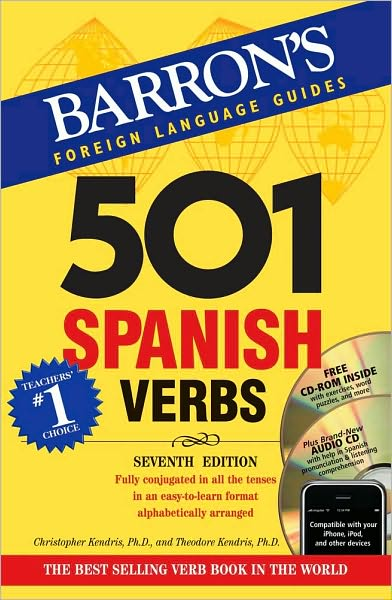 BARRON'S
FOREIGN LANGUAGE GUIDES
501
SPANISH
VERBS
TEACHERS'
#1
CHOICE
FREE
CD-ROM INSIDE
with exercises, word
puzzles, and more
Plus Brand-New
AUDIO CD
with help in Spanish
pronunciation & listening
comprehension
SEVENTH EDITION
Fully conjugated in all the tenses
in an easy-to-learn format
alphabetically arranged
Compatible with your
iPhone, iPod,
and other devices
Christopher Kendris, Ph.D., and Theodore Kendris, Ph.D.
THE BEST SELLING VERB BOOK IN THE WORLD